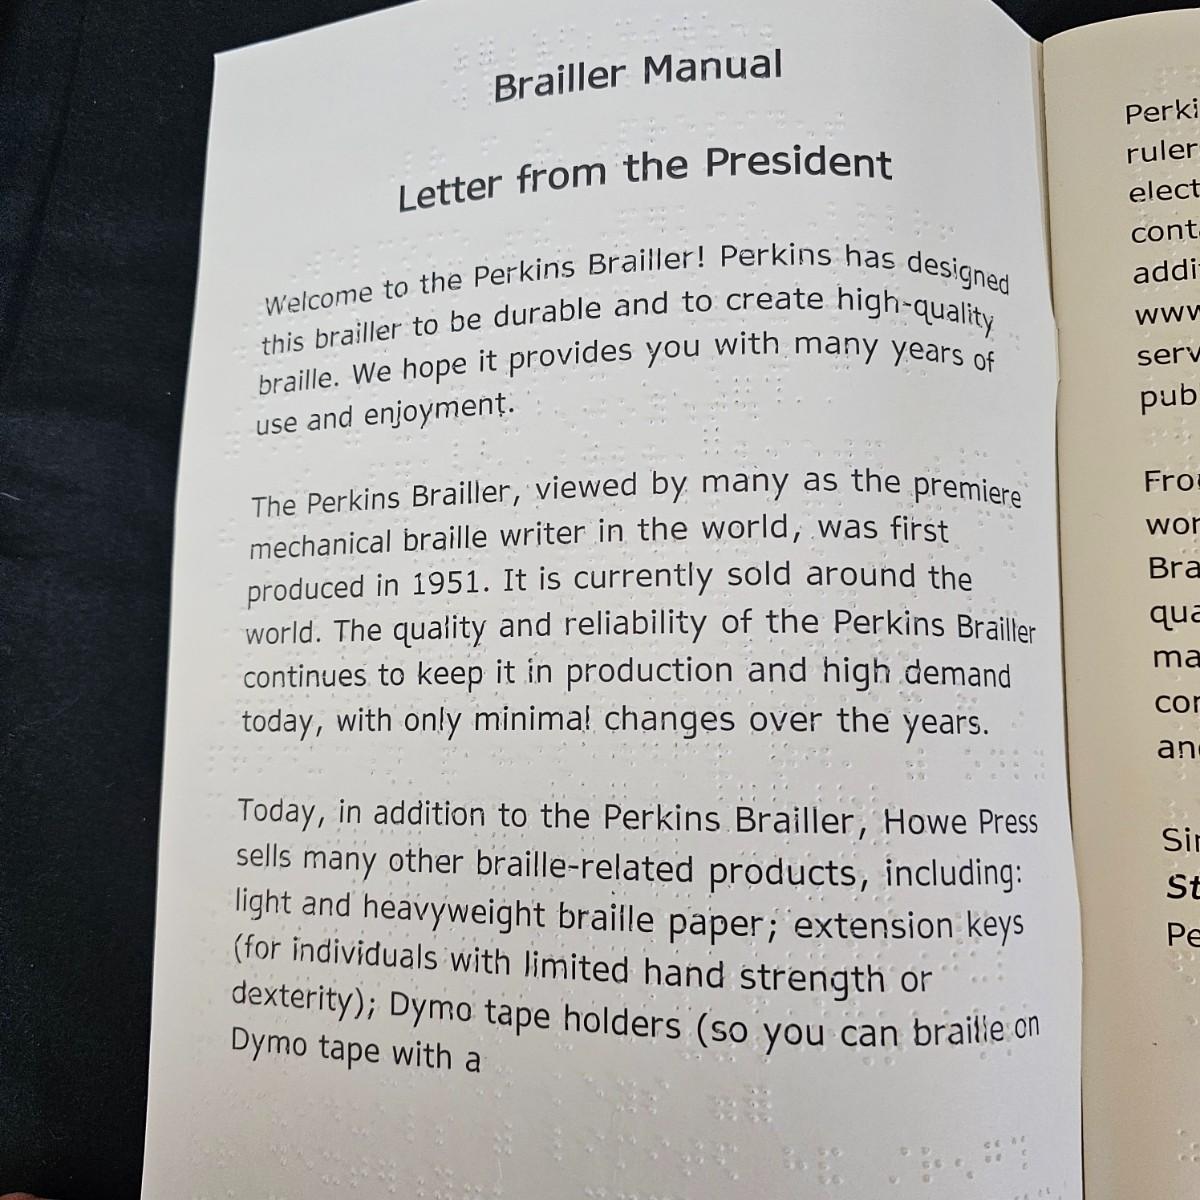 Brailler Manual
Letter from the President
Welcome to the Perkins Brailler! Perkins has designed
this brailler to be durable and to create high-quality
braille. We hope it provides you with many years of
use and enjoyment.
The Perkins Brailler, viewed by many as the premiere
mechanical braille writer in the world, was first
produced in 1951. It is currently sold around the
world. The quality and reliability of the Perkins Brailler
continues to keep it in production and high demand
today, with only minimal changes over the years.
Today, in addition to the Perkins Brailler, Howe Press
sells many other braille-related products, including:
light and heavyweight braille paper; extension keys
(for individuals with limited hand strength or
dexterity); Dymo tape holders (so you can braille on
Dymo tape with a